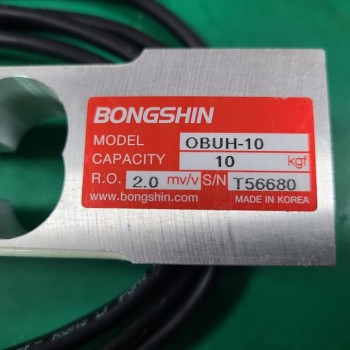 BONGSHIN
MODEL OBUH-10
CAPACITY 10 kgf
R.O. 2.0 mv/v S/N T56680
www.bongshin.com MADE IN KOREA